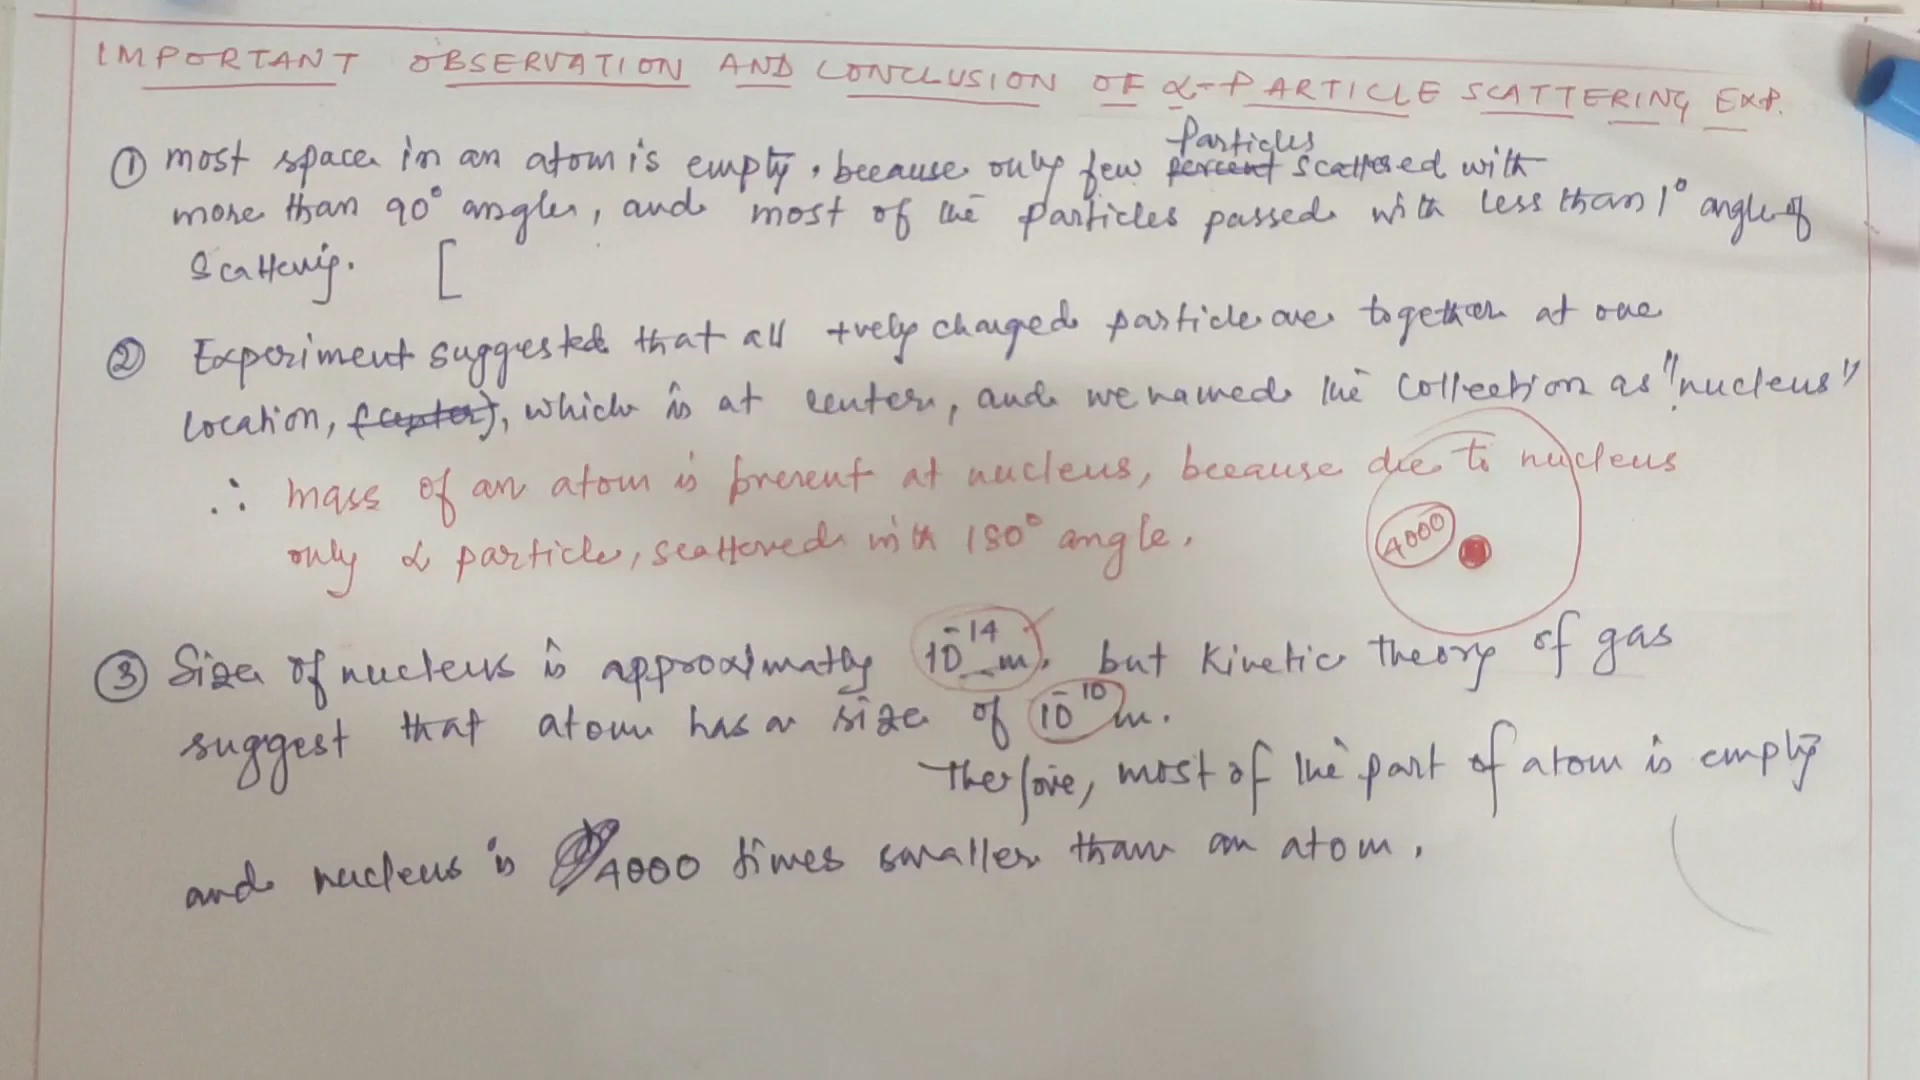 IMPORTANT OBSERVATION AND CONCLUSION OF α-PARTICLE SCATTERING EXP.
① most space in an atom is empty, because only few particles percent scattered with
more than 90° angles, and most of the particles passed with less than 1° angle of
Scattering. [
② Experiment suggested that all +vely charged particle are together at one
location, (center), which is at center, and we named the collection as "nucleus"
∴ mass of an atom is present at nucleus, because due to nucleus
only α particle, scattered with 180° angle.
4000
③ Size of nucleus is approximatly 10⁻¹⁴ m, but Kinetic theory of gas
suggest that atom has a size of 10⁻¹⁰ m.
Therefore, most of the part of atom is empty
and nucleus is 4000 times smaller than an atom.